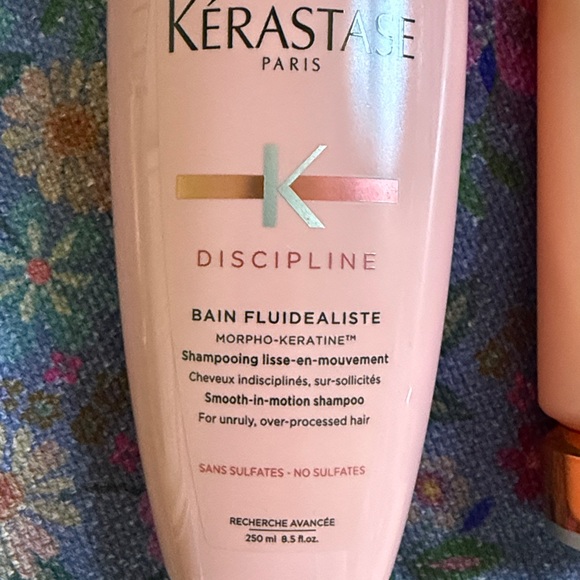 KÉRASTASE
PARIS
K
DISCIPLINE
BAIN FLUIDEALISTE
MORPHO-KERATINE™
Shampooing lisse-en-mouvement
Cheveux indisciplinés, sur-sollicités
Smooth-in-motion shampoo
For unruly, over-processed hair
SANS SULFATES - NO SULFATES
RECHERCHE AVANCÉE
250 ml 8.5 fl.oz.